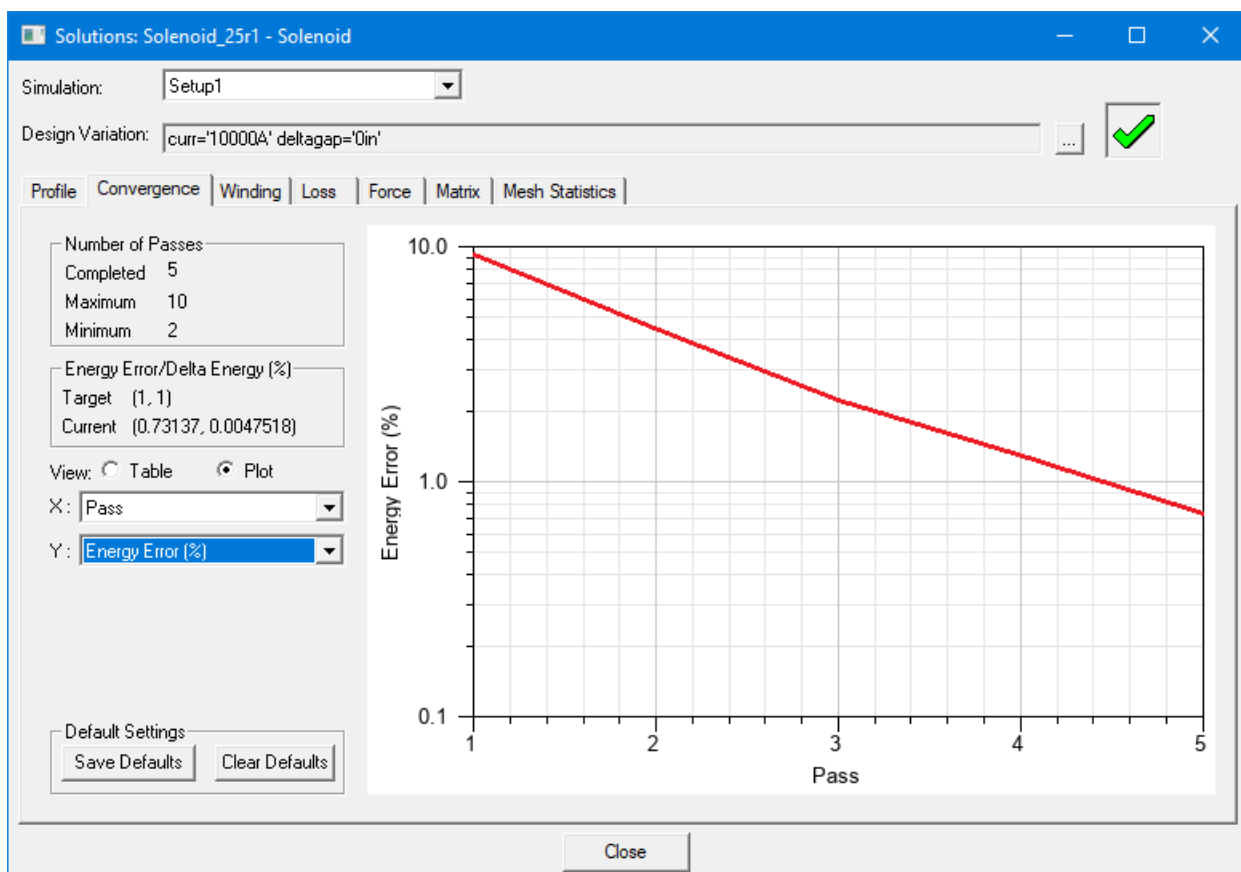 Solutions: Solenoid_25r1 - Solenoid
Simulation: Setup1
Design Variation: curr='10000A' deltagap='0in' ...
Profile Convergence Winding Loss Force Matrix Mesh Statistics
Number of Passes
Completed 5
Maximum 10
Minimum 2
Energy Error/Delta Energy (%)
Target (1, 1)
Current (0.73137, 0.0047518)
View: Table Plot
X: Pass
Y: Energy Error (%)
Default Settings
Save Defaults Clear Defaults
Energy Error (%)
10.0
1.0
0.1
1 2 3 4 5
Pass
Close